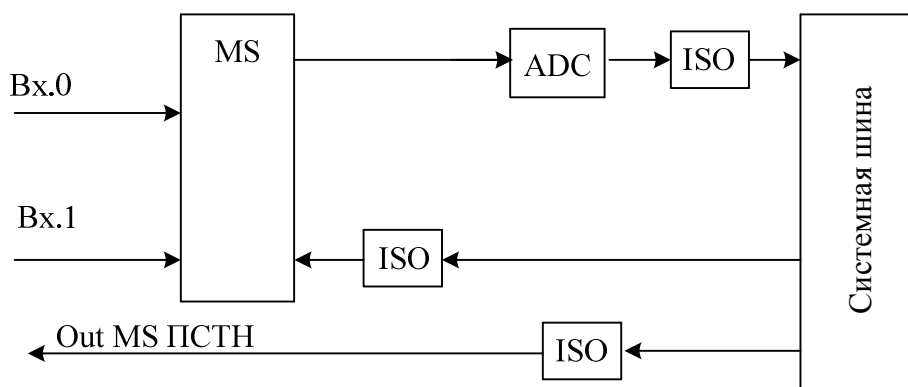 MS
ADC
ISO
Вх.0
Вх.1
ISO
Системная шина
Out MS ПСТН
ISO